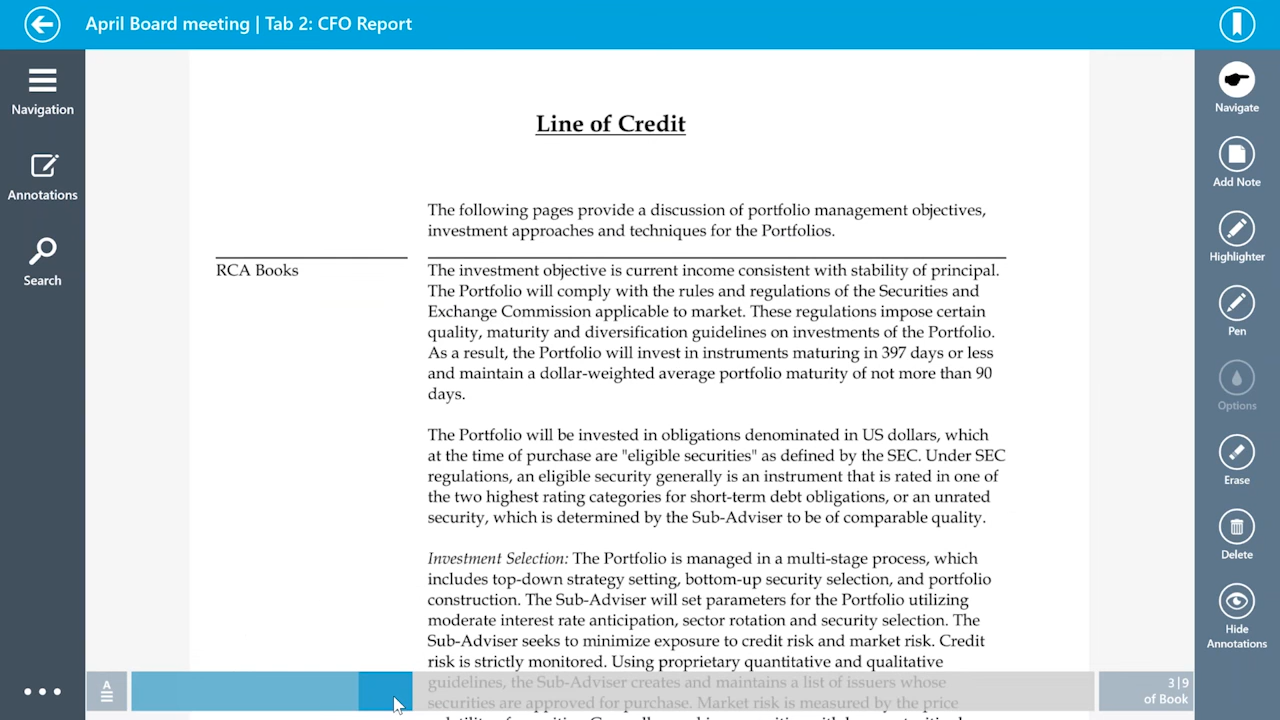 April Board meeting | Tab 2: CFO Report
Navigation
Annotations
Search
Line of Credit
The following pages provide a discussion of portfolio management objectives,
investment approaches and techniques for the Portfolios.
RCA Books
The investment objective is current income consistent with stability of principal.
The Portfolio will comply with the rules and regulations of the Securities and
Exchange Commission applicable to market. These regulations impose certain
quality, maturity and diversification guidelines on investments of the Portfolio.
As a result, the Portfolio will invest in instruments maturing in 397 days or less
and maintain a dollar-weighted average portfolio maturity of not more than 90
days.
The Portfolio will be invested in obligations denominated in US dollars, which
at the time of purchase are "eligible securities" as defined by the SEC. Under SEC
regulations, an eligible security generally is an instrument that is rated in one of
the two highest rating categories for short-term debt obligations, or an unrated
security, which is determined by the Sub-Adviser to be of comparable quality.
Investment Selection: The Portfolio is managed in a multi-stage process, which
includes top-down strategy setting, bottom-up security selection, and portfolio
construction. The Sub-Adviser will set parameters for the Portfolio utilizing
moderate interest rate anticipation, sector rotation and security selection. The
Sub-Adviser seeks to minimize exposure to credit risk and market risk. Credit
risk is strictly monitored. Using proprietary quantitative and qualitative
guidelines, the Sub-Adviser creates and maintains a list of issuers whose
securities are approved for purchase. Market risk is measured by the price
Navigate
Add Note
Highlighter
Pen
Options
Erase
Delete
Hide
Annotations
A
3|9
of Book